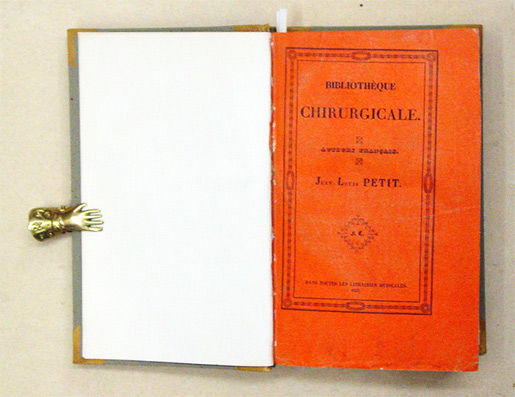 BIBLIOTHÈQUE
CHIRURGICALE.
AUTEURS FRANÇAIS.
JEAN-LOUIS PETIT.
J. C.
DANS TOUTES LES LIBRAIRIES MÉDICALES.